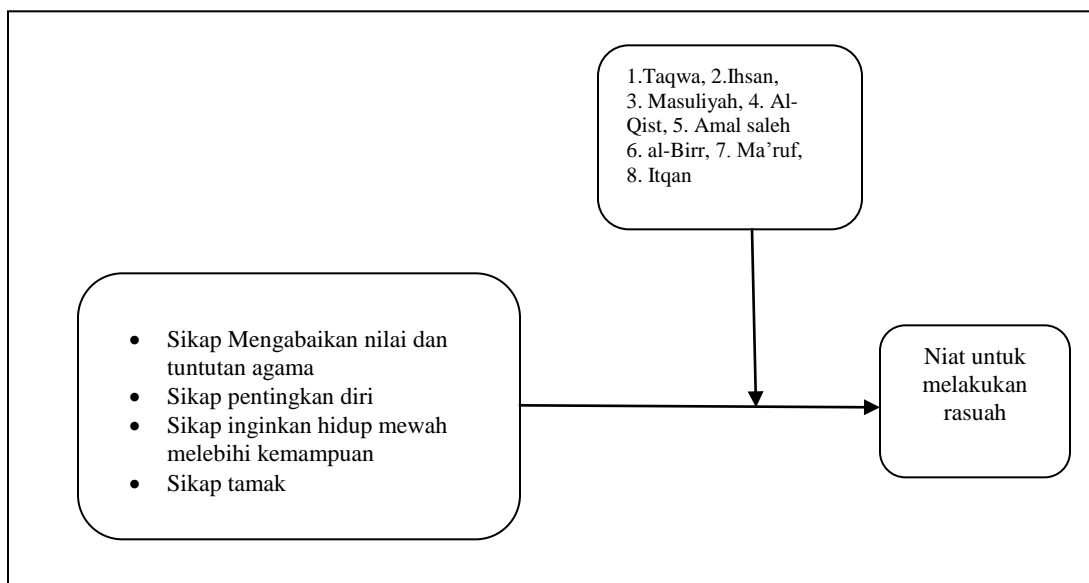 1.Taqwa, 2.Ihsan,
3. Masuliyah, 4. Al-
Qist, 5. Amal saleh
6. al-Birr, 7. Ma’ruf,
8. Itqan
• Sikap Mengabaikan nilai dan
tuntutan agama
• Sikap pentingkan diri
• Sikap inginkan hidup mewah
melebihi kemampuan
• Sikap tamak
Niat untuk
melakukan
rasuah